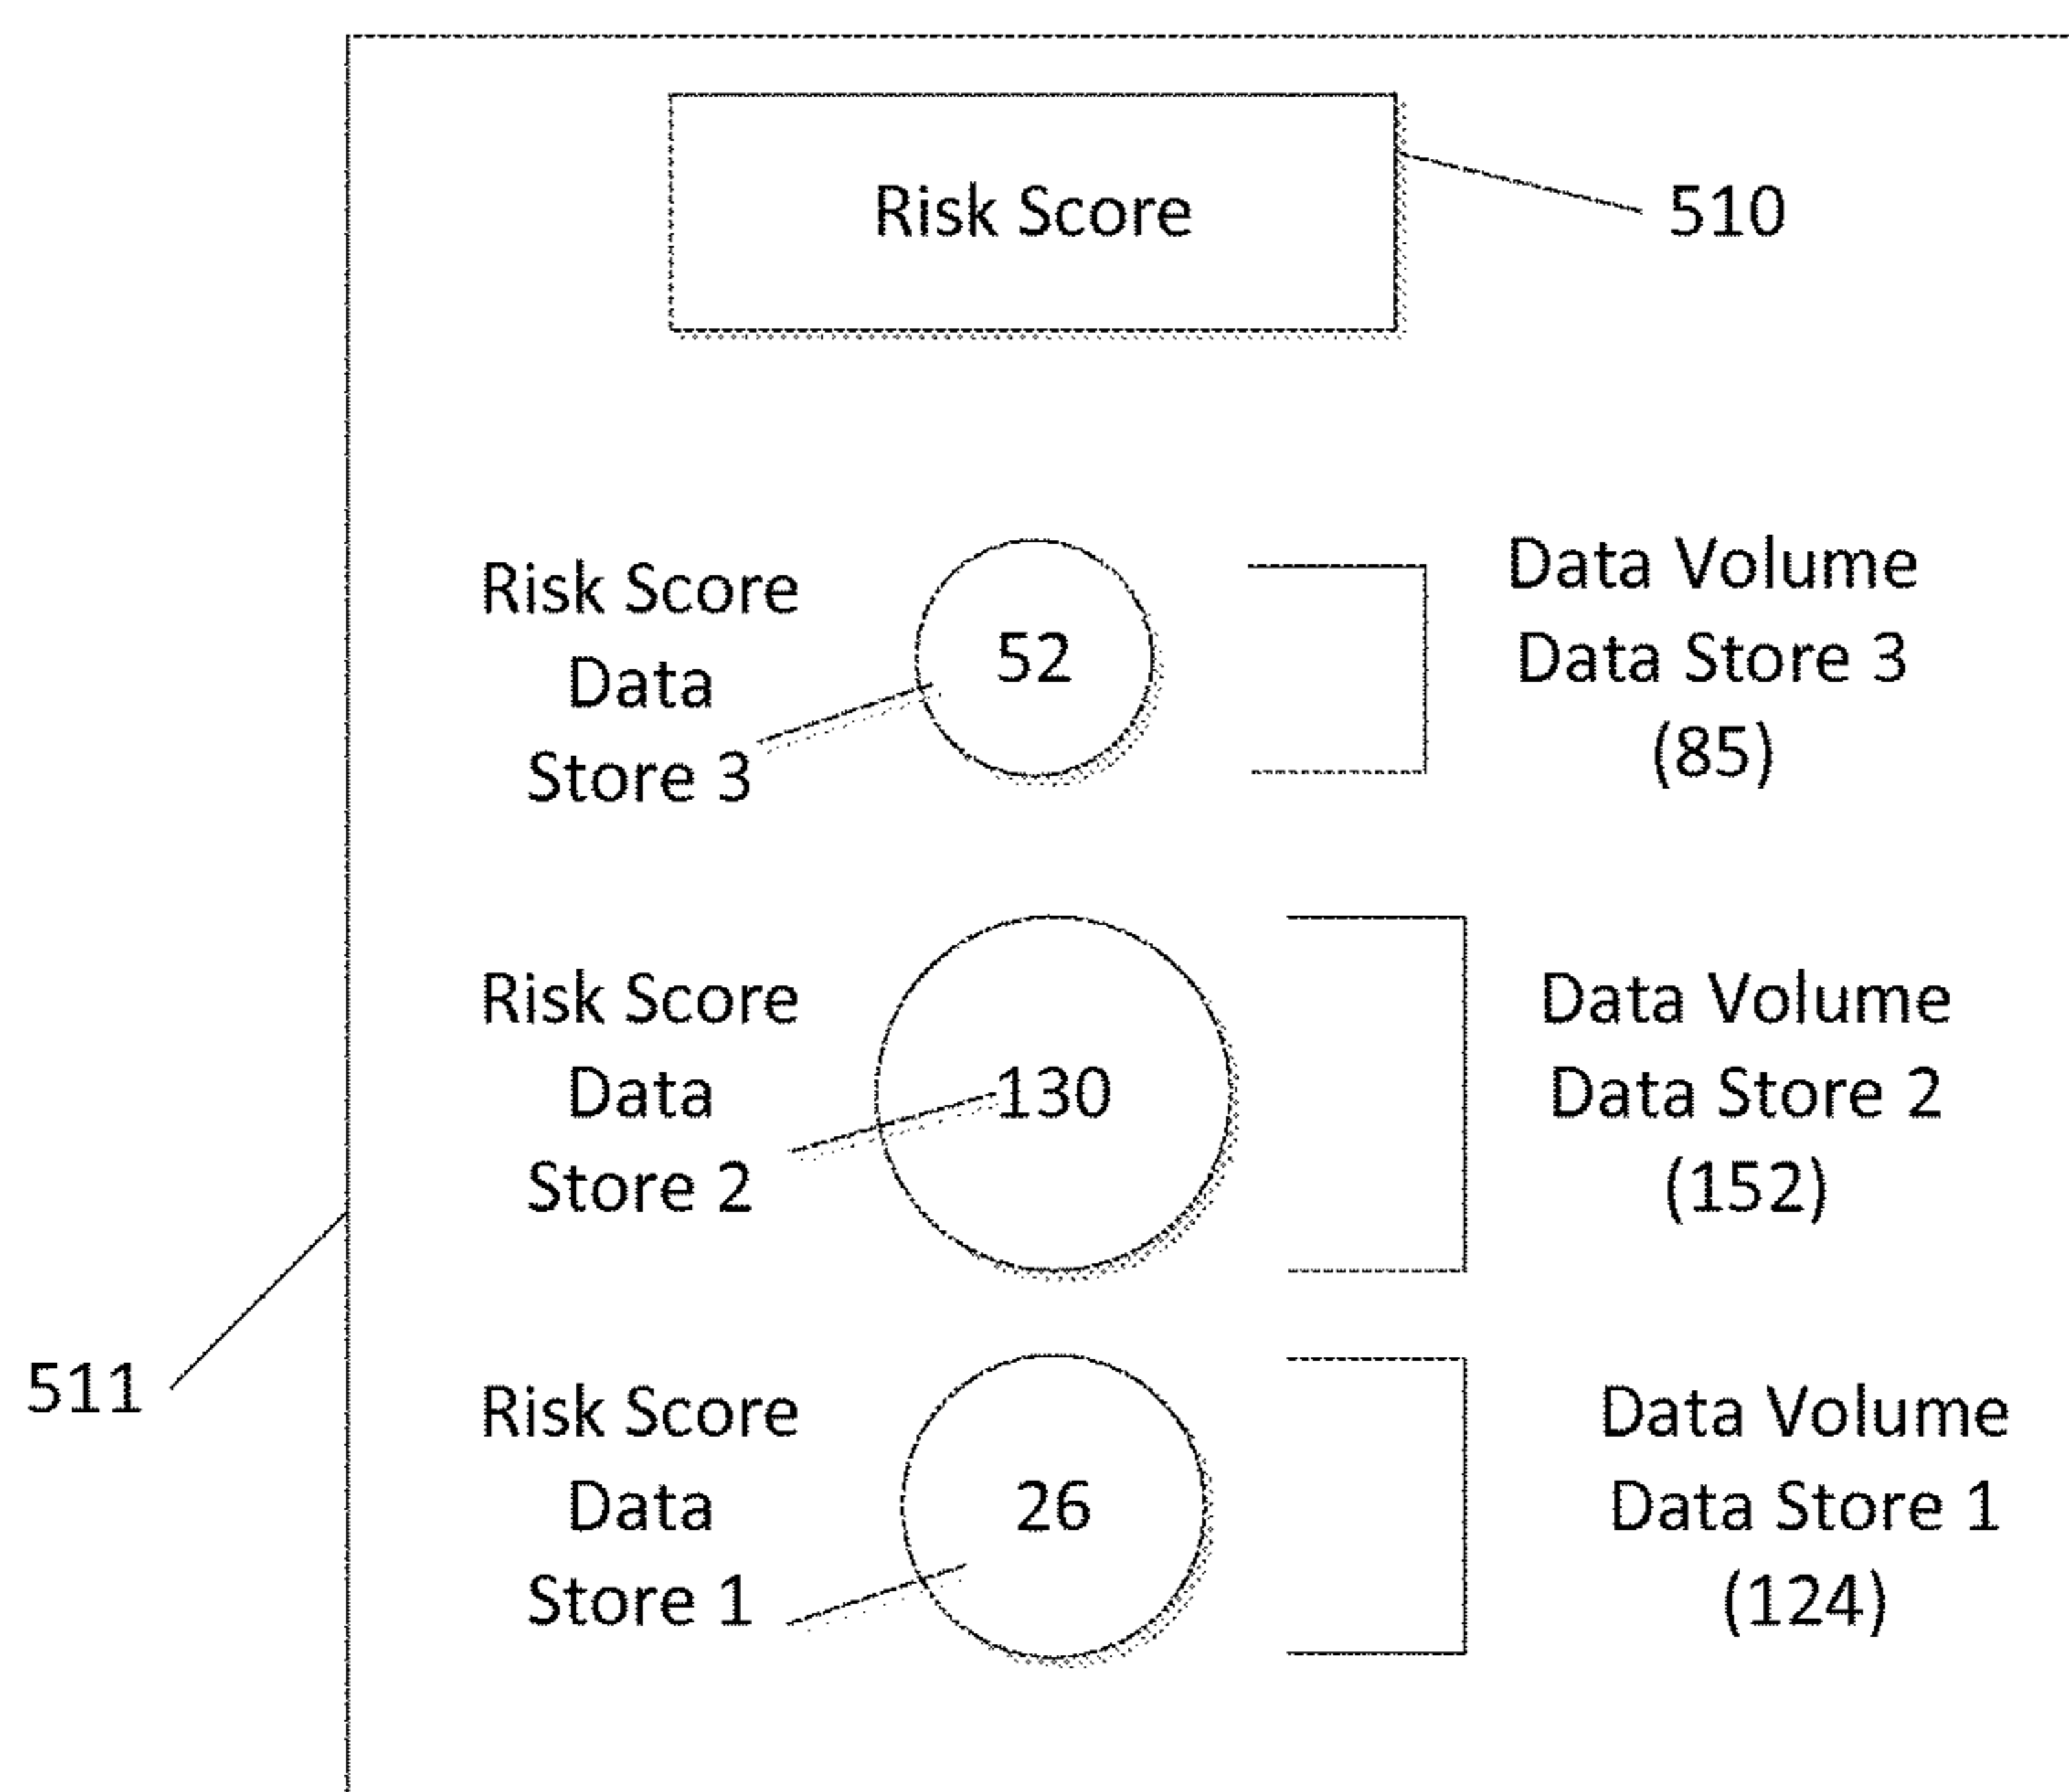 Risk Score
510
Risk Score
Data
Store 3
52
Data Volume
Data Store 3
(85)
Risk Score
Data
Store 2
130
Data Volume
Data Store 2
(152)
511
Risk Score
Data
Store 1
26
Data Volume
Data Store 1
(124)